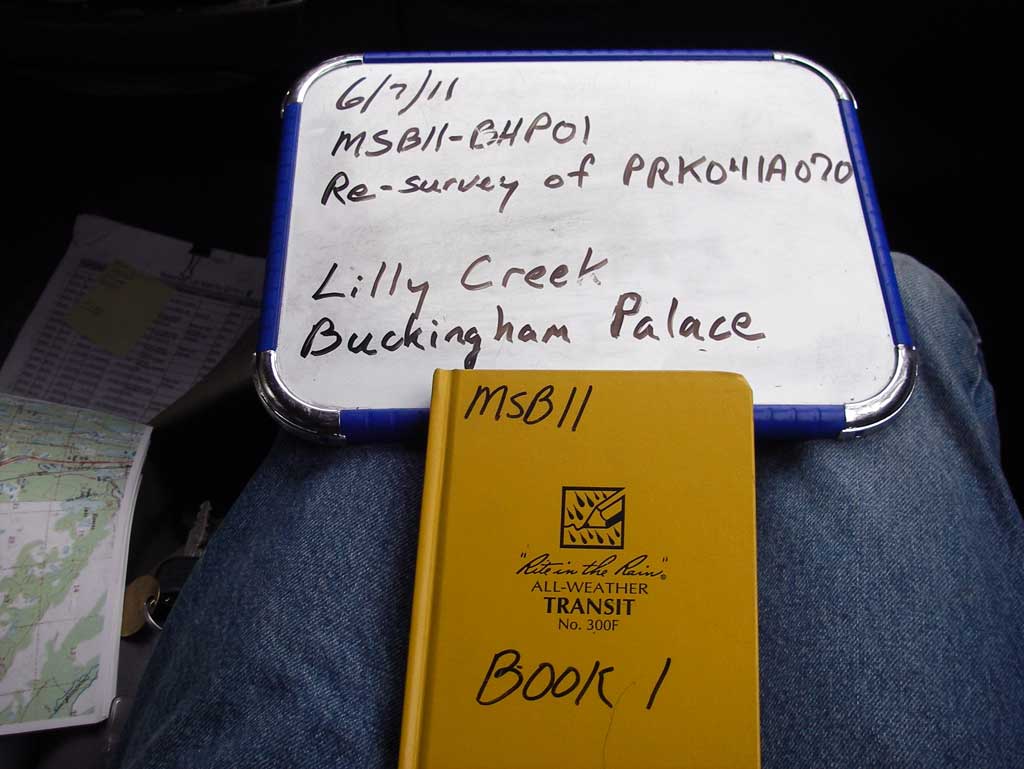 6/7/11
MSB11-BHP01
Re-survey of PRK041A070
Lilly Creek
Buckingham Palace
MSB11
"Rite in the Rain"®
ALL-WEATHER
TRANSIT
No. 300F
BOOK 1